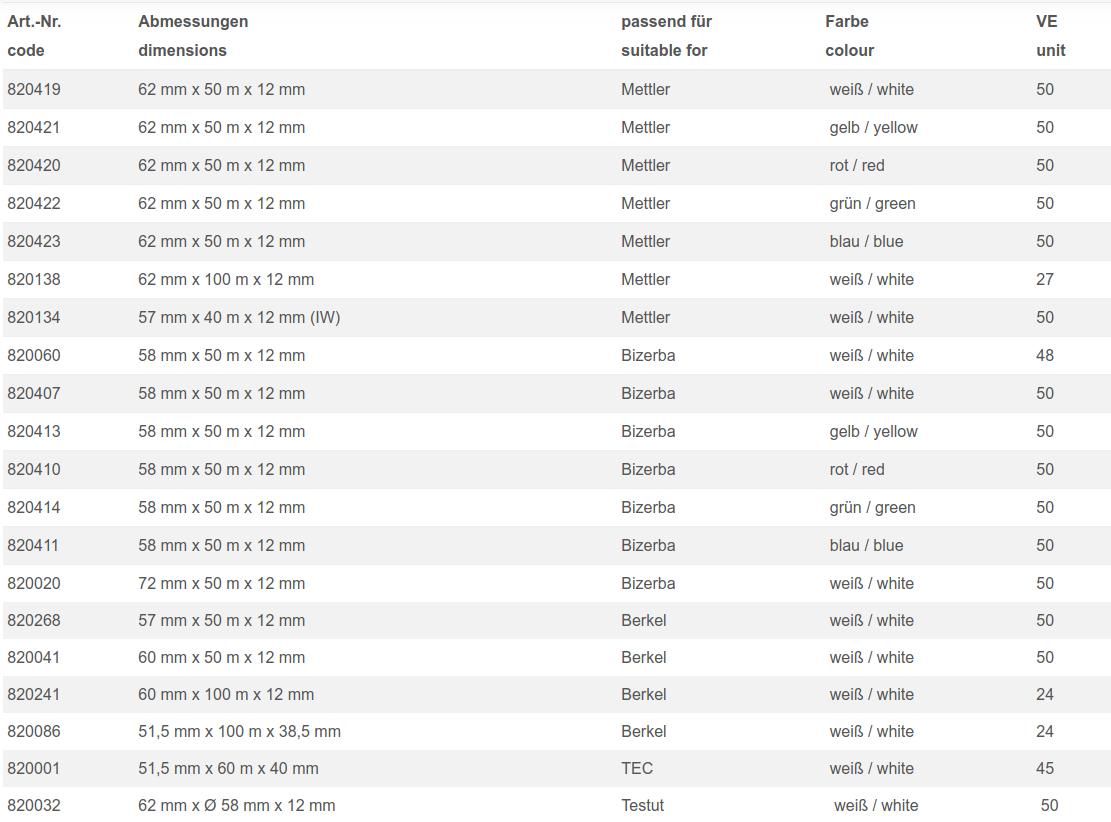 Art.-Nr. Abmessungen passend für Farbe VE
code dimensions suitable for colour unit
820419 62 mm x 50 m x 12 mm Mettler weiß / white 50
820421 62 mm x 50 m x 12 mm Mettler gelb / yellow 50
820420 62 mm x 50 m x 12 mm Mettler rot / red 50
820422 62 mm x 50 m x 12 mm Mettler grün / green 50
820423 62 mm x 50 m x 12 mm Mettler blau / blue 50
820138 62 mm x 100 m x 12 mm Mettler weiß / white 27
820134 57 mm x 40 m x 12 mm (IW) Mettler weiß / white 50
820060 58 mm x 50 m x 12 mm Bizerba weiß / white 48
820407 58 mm x 50 m x 12 mm Bizerba weiß / white 50
820413 58 mm x 50 m x 12 mm Bizerba gelb / yellow 50
820410 58 mm x 50 m x 12 mm Bizerba rot / red 50
820414 58 mm x 50 m x 12 mm Bizerba grün / green 50
820411 58 mm x 50 m x 12 mm Bizerba blau / blue 50
820020 72 mm x 50 m x 12 mm Bizerba weiß / white 50
820268 57 mm x 50 m x 12 mm Berkel weiß / white 50
820041 60 mm x 50 m x 12 mm Berkel weiß / white 50
820241 60 mm x 100 m x 12 mm Berkel weiß / white 24
820086 51,5 mm x 100 m x 38,5 mm Berkel weiß / white 24
820001 51,5 mm x 60 m x 40 mm TEC weiß / white 45
820032 62 mm x Ø 58 mm x 12 mm Testut weiß / white 50